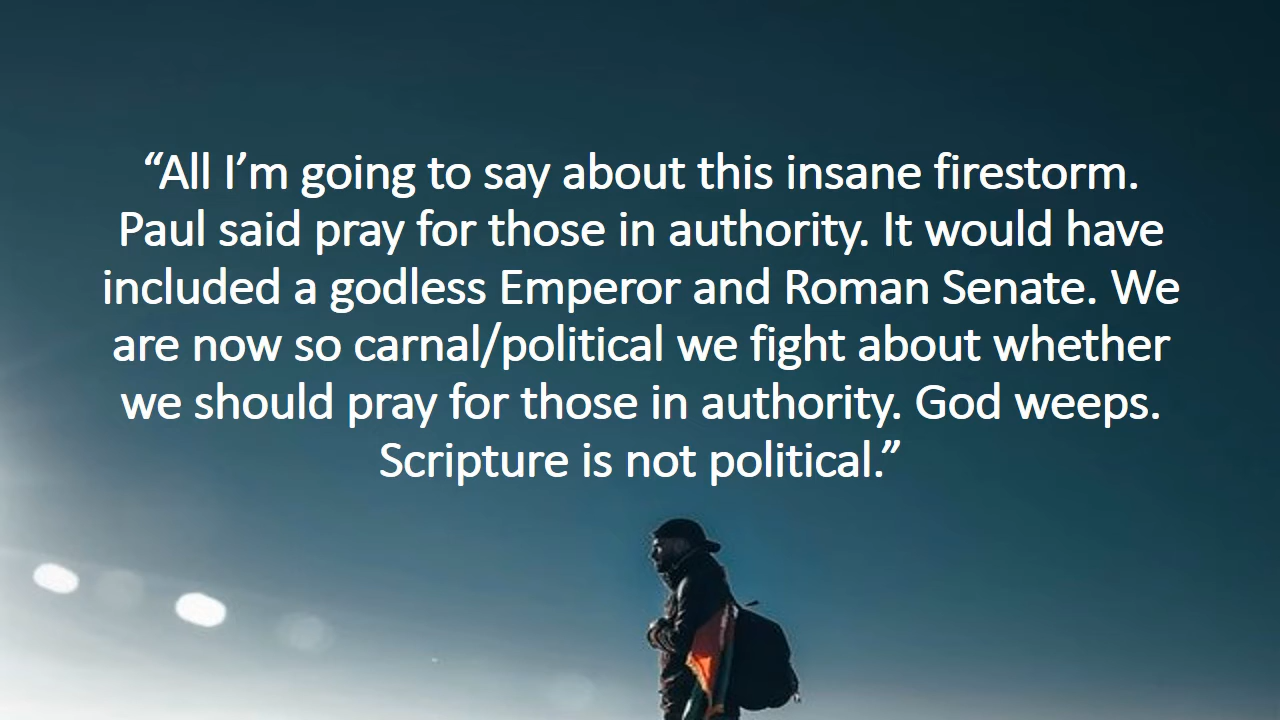 “All I’m going to say about this insane firestorm.
Paul said pray for those in authority. It would have
included a godless Emperor and Roman Senate. We
are now so carnal/political we fight about whether
we should pray for those in authority. God weeps.
Scripture is not political.”